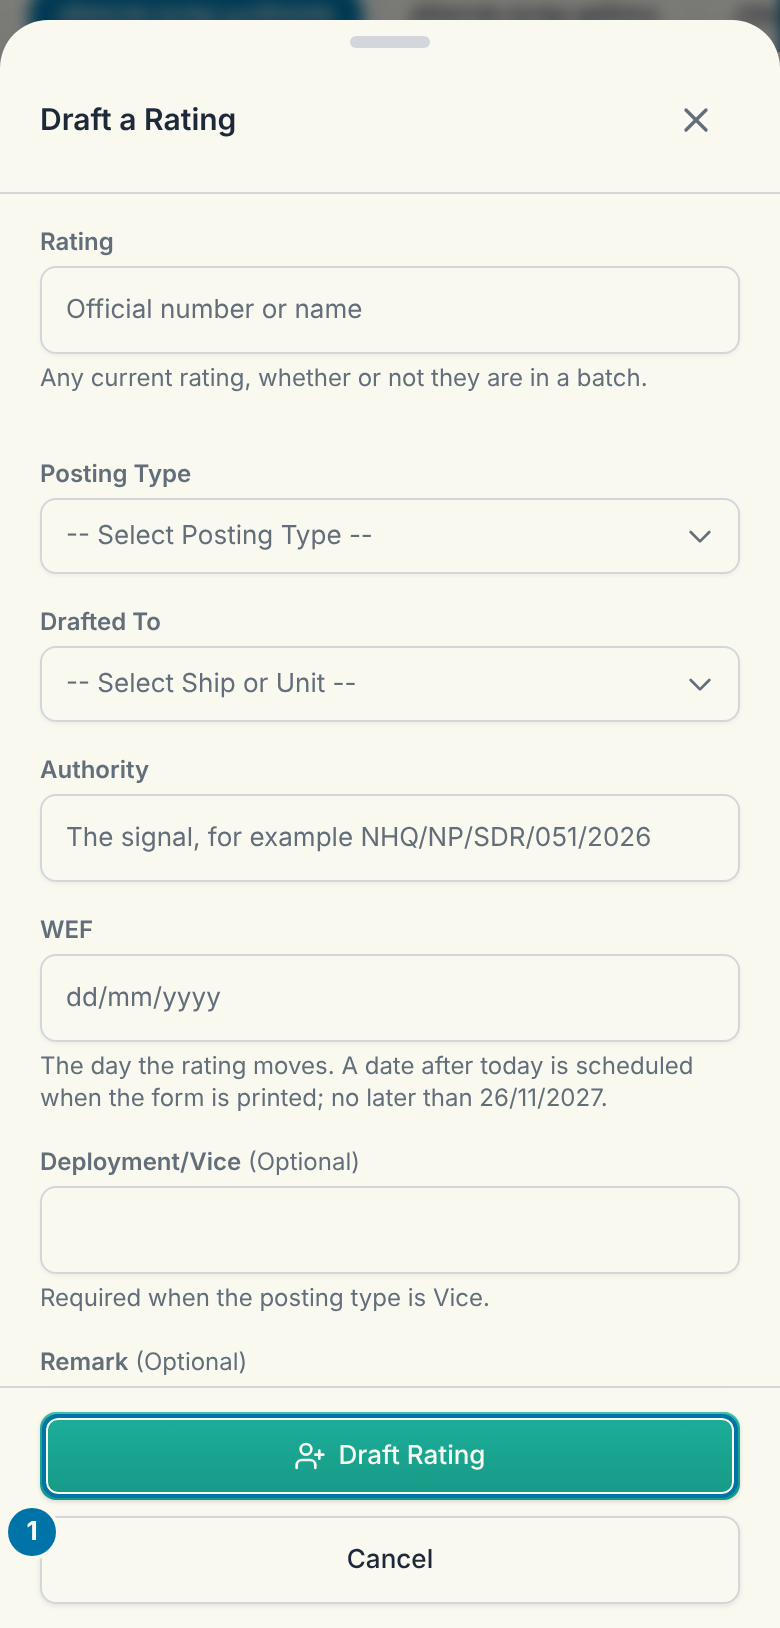 Draft a Rating
Rating
Official number or name
Any current rating, whether or not they are in a batch.
Posting Type
-- Select Posting Type --
Drafted To
-- Select Ship or Unit --
Authority
The signal, for example NHQ/NP/SDR/051/2026
WEF
dd/mm/yyyy
The day the rating moves. A date after today is scheduled
when the form is printed; no later than 26/11/2027.
Deployment/Vice (Optional)
Required when the posting type is Vice.
Remark (Optional)
Draft Rating
1
Cancel